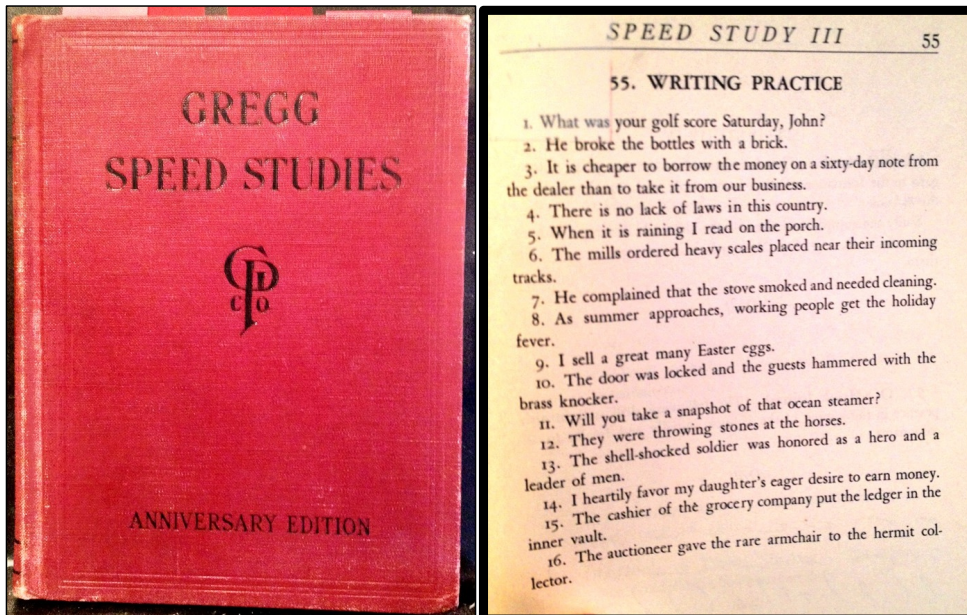 GREGG
SPEED STUDIES
GP
CO.
ANNIVERSARY EDITION
SPEED STUDY III 55
55. WRITING PRACTICE
1. What was your golf score Saturday, John?
2. He broke the bottles with a brick.
3. It is cheaper to borrow the money on a sixty-day note from
the dealer than to take it from our business.
4. There is no lack of laws in this country.
5. When it is raining I read on the porch.
6. The mills ordered heavy scales placed near their incoming
tracks.
7. He complained that the stove smoked and needed cleaning.
8. As summer approaches, working people get the holiday
fever.
9. I sell a great many Easter eggs.
10. The door was locked and the guests hammered with the
brass knocker.
11. Will you take a snapshot of that ocean steamer?
12. They were throwing stones at the horses.
13. The shell-shocked soldier was honored as a hero and a
leader of men.
14. I heartily favor my daughter's eager desire to earn money.
15. The cashier of the grocery company put the ledger in the
inner vault.
16. The auctioneer gave the rare armchair to the hermit col-
lector.